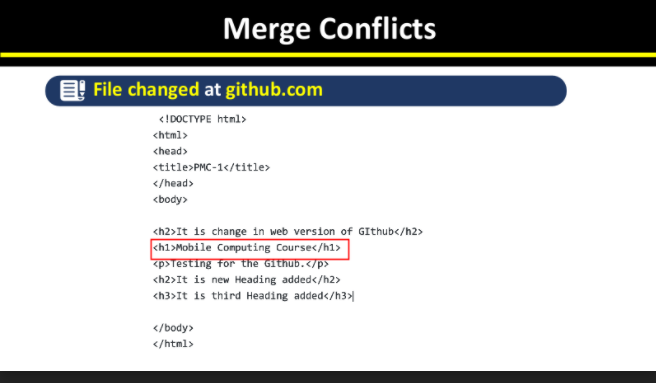 Merge Conflicts
File changed at github.com
<!DOCTYPE html>
<html>
<head>
<title>PMC-1</title>
</head>
<body>
<h2>It is change in web version of GIthub</h2>
<h1>Mobile Computing Course</h1>
<p>Testing for the Github.</p>
<h2>It is new Heading added</h2>
<h3>It is third Heading added</h3>
</body>
</html>